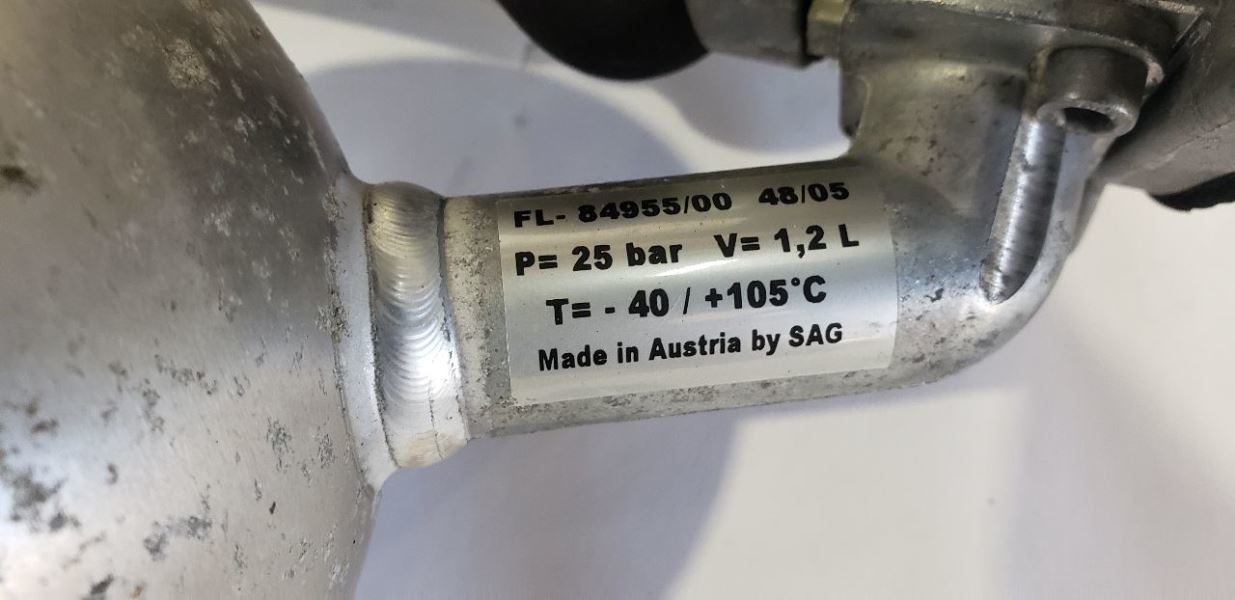 FL- 84955/00 48/05
P= 25 bar V= 1,2 L
T= - 40 / +105°C
Made in Austria by SAG